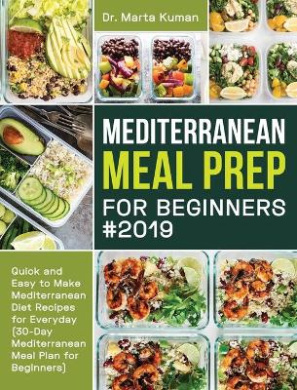 Dr. Marta Kuman
MEDITERRANEAN
MEAL PREP
FOR BEGINNERS
#2019
Quick and
Easy to Make
Mediterranean
Diet Recipes
for Everyday
(30-Day
Mediterranean
Meal Plan for
Beginners)